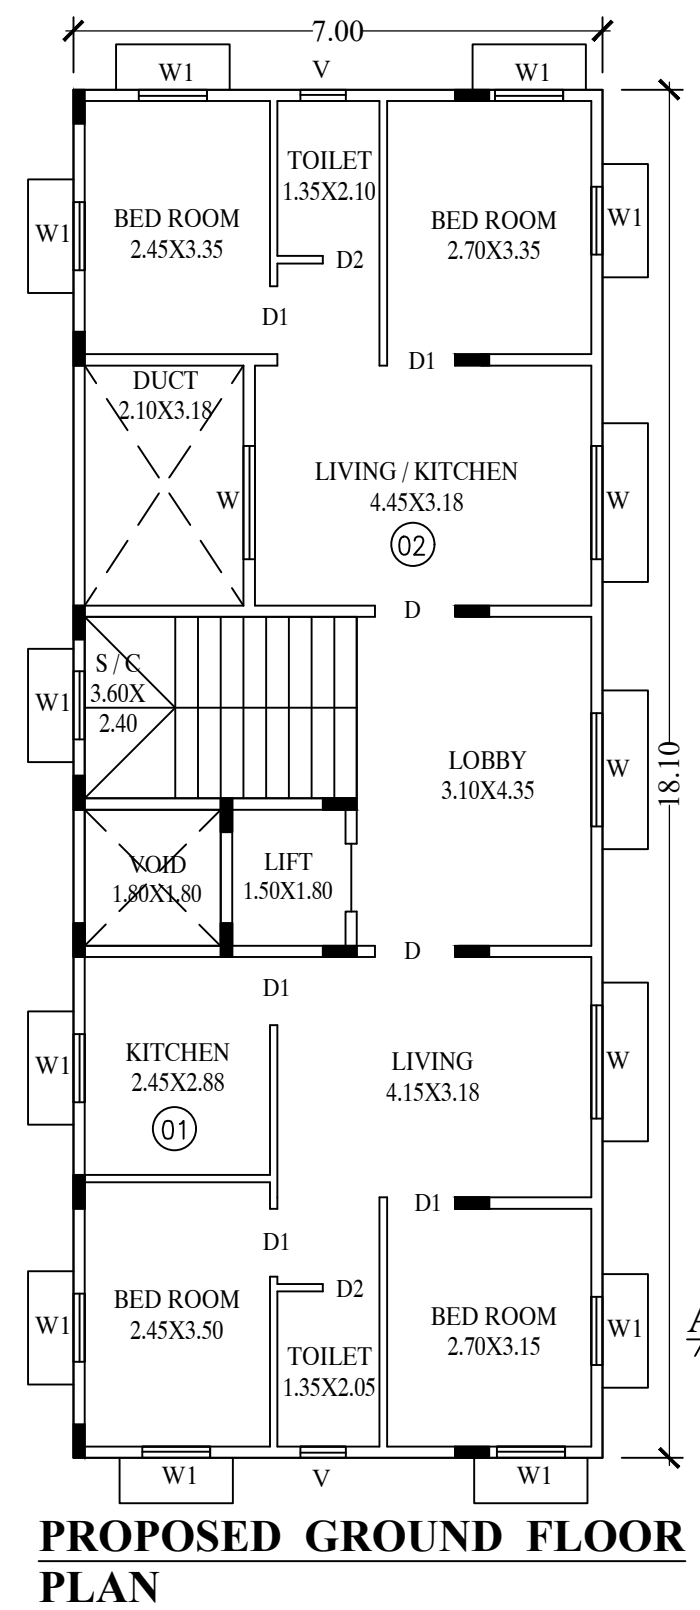 7.00
W1
V
W1
TOILET
1.35X2.10
BED ROOM
2.45X3.35
BED ROOM
2.70X3.35
W1
W1
D2
D1
D1
DUCT
2.10X3.18
LIVING / KITCHEN
4.45X3.18
W
W
02
D
S / C
3.60X
2.40
W1
LOBBY
3.10X4.35
W
18.10
VOID
1.80X1.80
LIFT
1.50X1.80
D
D1
KITCHEN
2.45X2.88
01
W1
LIVING
4.15X3.18
W
D1
D1
BED ROOM
2.45X3.50
W1
D2
BED ROOM
2.70X3.15
W1
TOILET
1.35X2.05
W1
V
W1
PROPOSED GROUND FLOOR
PLAN